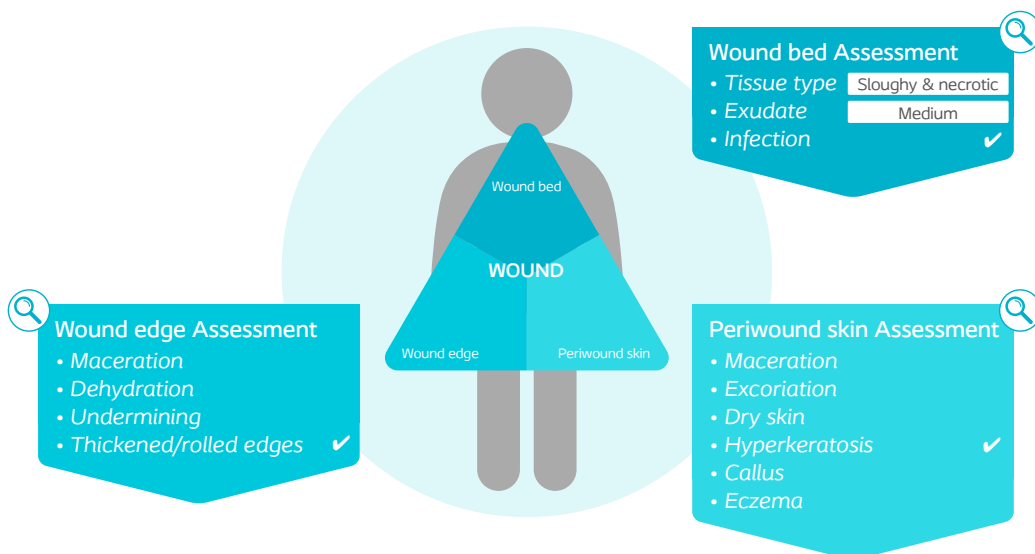 Wound bed Assessment
• Tissue type Sloughy & necrotic
• Exudate Medium
• Infection ✔
Wound bed
WOUND
Wound edge
Periwound skin
Wound edge Assessment
• Maceration
• Dehydration
• Undermining
• Thickened/rolled edges ✔
Periwound skin Assessment
• Maceration
• Excoriation
• Dry skin
• Hyperkeratosis ✔
• Callus
• Eczema